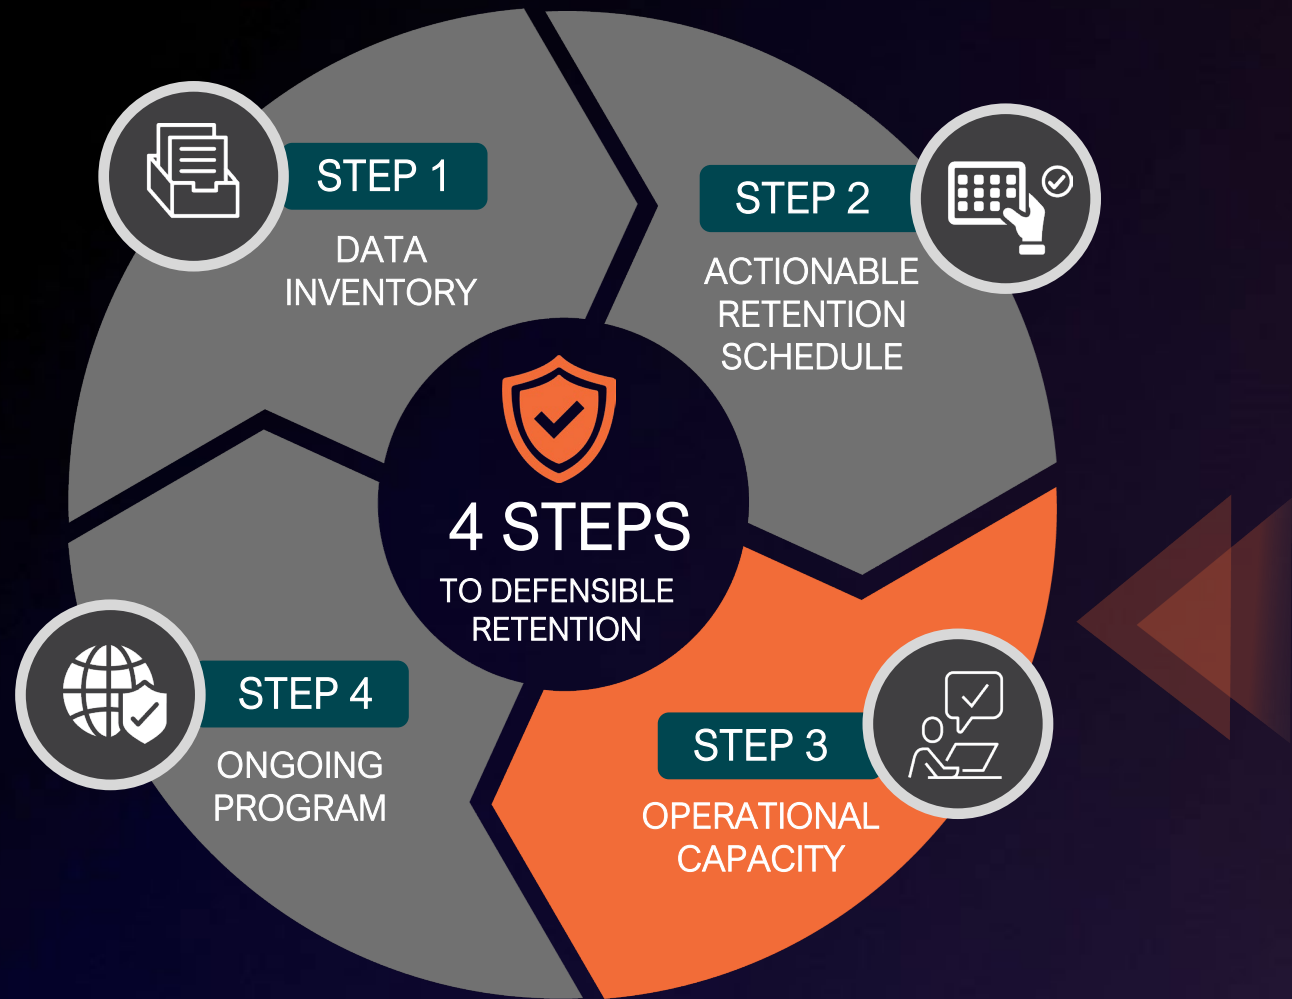 STEP 1
DATA
INVENTORY
STEP 2
ACTIONABLE
RETENTION
SCHEDULE
4 STEPS
TO DEFENSIBLE
RETENTION
STEP 3
OPERATIONAL
CAPACITY
STEP 4
ONGOING
PROGRAM